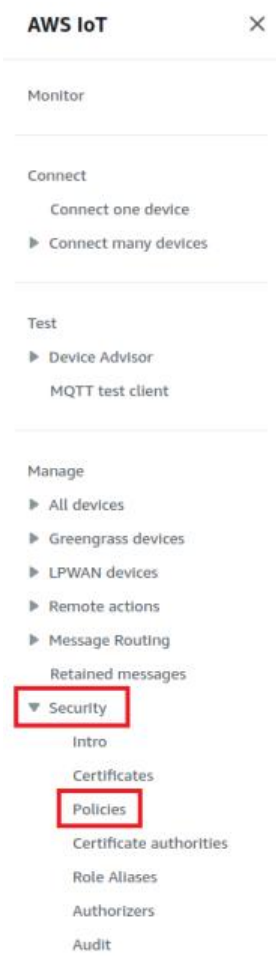 AWS IoT
Monitor
Connect
Connect one device
Connect many devices
Test
Device Advisor
MQTT test client
Manage
All devices
Greengrass devices
LPWAN devices
Remote actions
Message Routing
Retained messages
Security
Intro
Certificates
Policies
Certificate authorities
Role Aliases
Authorizers
Audit